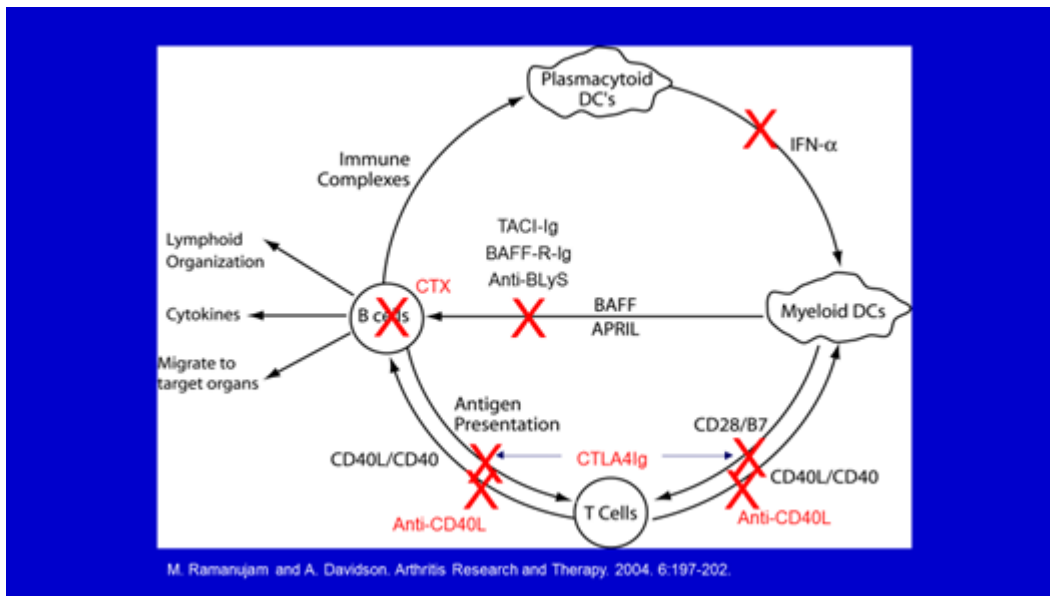 Plasmacytoid
DC's
IFN-α
Immune
Complexes
TACI-Ig
BAFF-R-Ig
Anti-BLyS
Lymphoid
Organization
CTX
BAFF
APRIL
Myeloid DCs
Cytokines
B cells
Migrate to
target organs
Antigen
Presentation
CD28/B7
CD40L/CD40
CTLA4Ig
CD40L/CD40
T Cells
Anti-CD40L
Anti-CD40L
M. Ramanujam and A. Davidson. Arthritis Research and Therapy. 2004. 6:197-202.